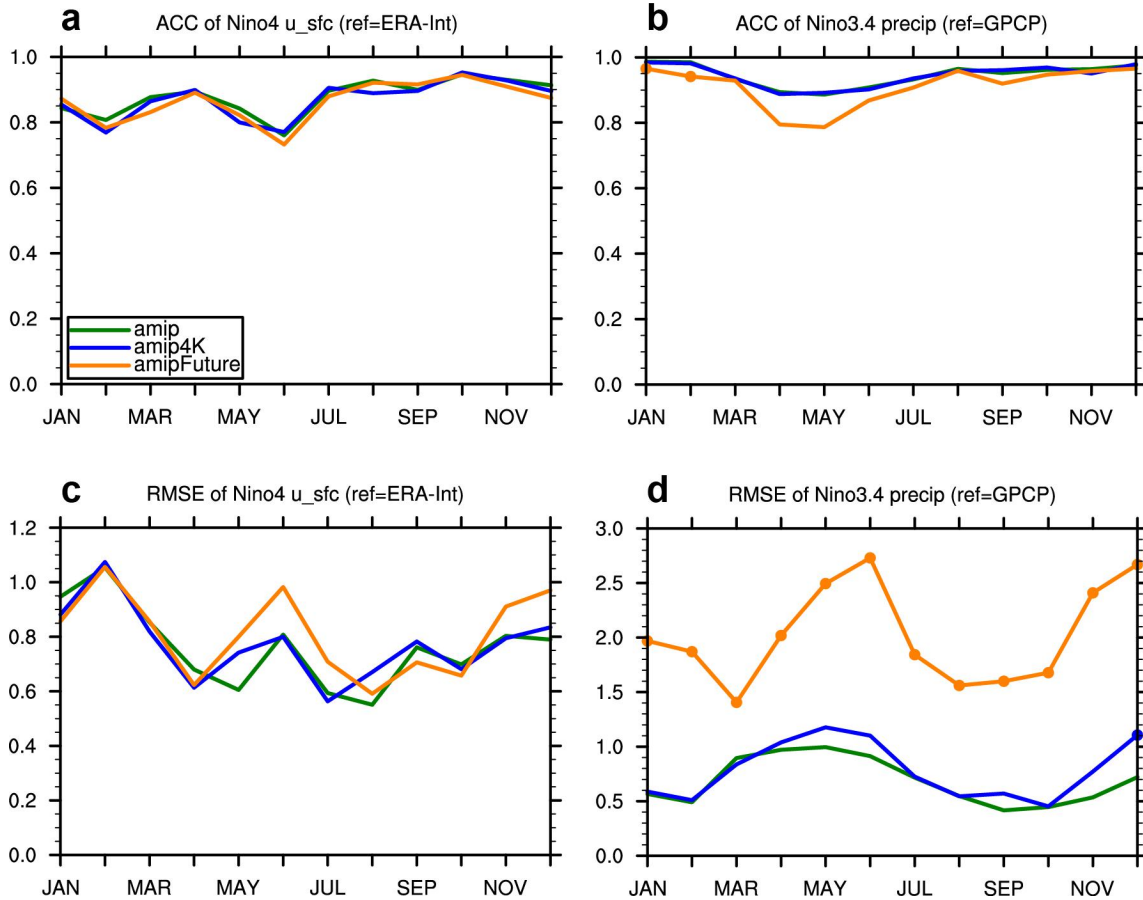 a
ACC of Nino4 u_sfc (ref=ERA-Int)
1.0
0.8
0.6
0.4
0.2
0.0
amip
amip4K
amipFuture
JAN MAR MAY JUL SEP NOV
b
ACC of Nino3.4 precip (ref=GPCP)
1.0
0.8
0.6
0.4
0.2
0.0
JAN MAR MAY JUL SEP NOV
c
RMSE of Nino4 u_sfc (ref=ERA-Int)
1.2
1.0
0.8
0.6
0.4
0.2
0.0
JAN MAR MAY JUL SEP NOV
d
RMSE of Nino3.4 precip (ref=GPCP)
3.0
2.5
2.0
1.5
1.0
0.5
0.0
JAN MAR MAY JUL SEP NOV